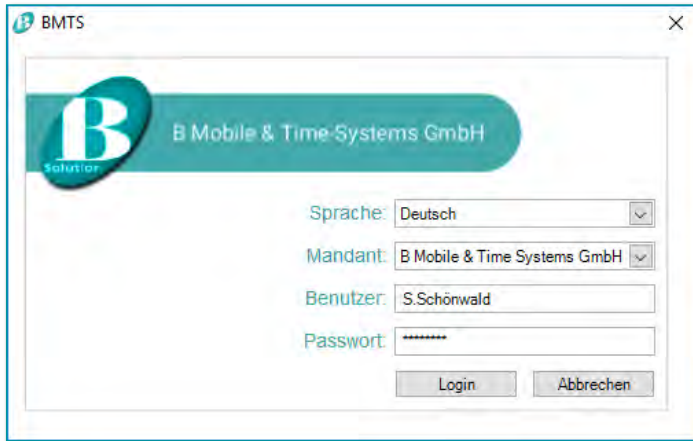 BMTS
B
Solution
B Mobile & Time-Systems GmbH
Sprache: Deutsch
Mandant: B Mobile & Time Systems GmbH
Benutzer: S.Schönwald
Passwort: ********
Login Abbrechen